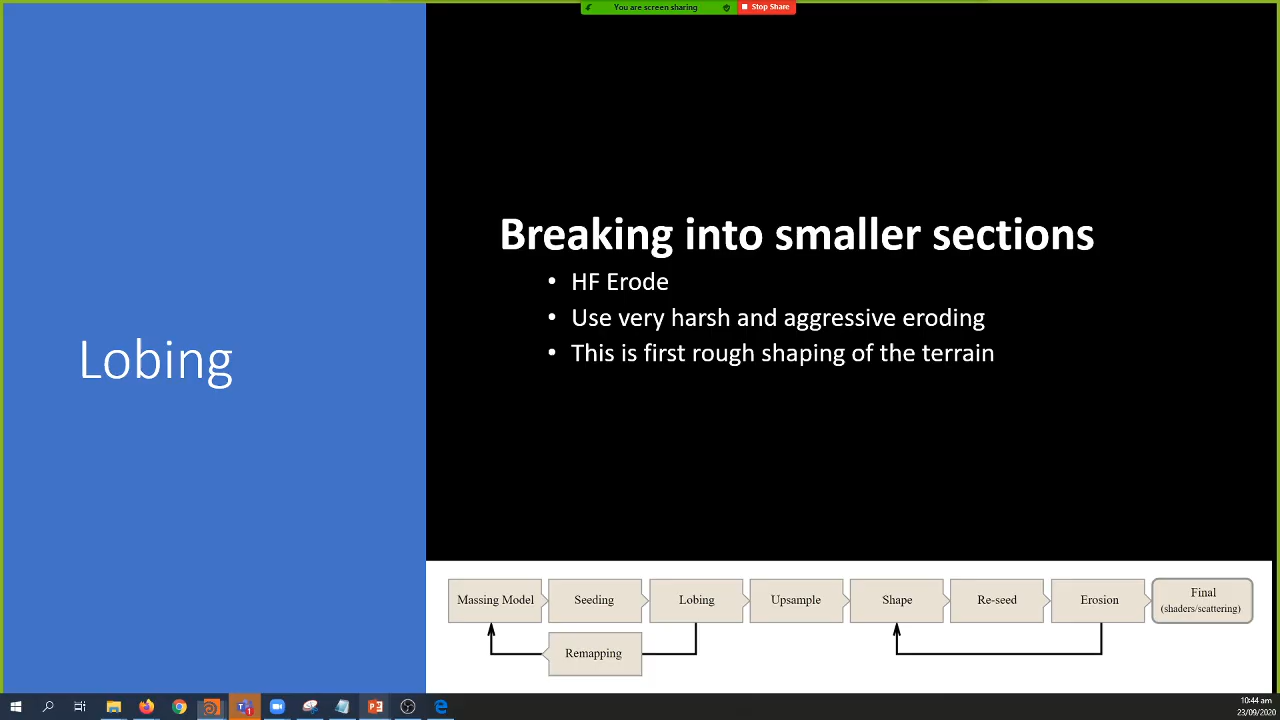 You are screen sharing
Stop Share
Lobing
Breaking into smaller sections
• HF Erode
• Use very harsh and aggressive eroding
• This is first rough shaping of the terrain
Massing Model
Seeding
Lobing
Upsample
Shape
Re-seed
Erosion
Final
(shaders/scattering)
Remapping
10:44 am
23/09/2020